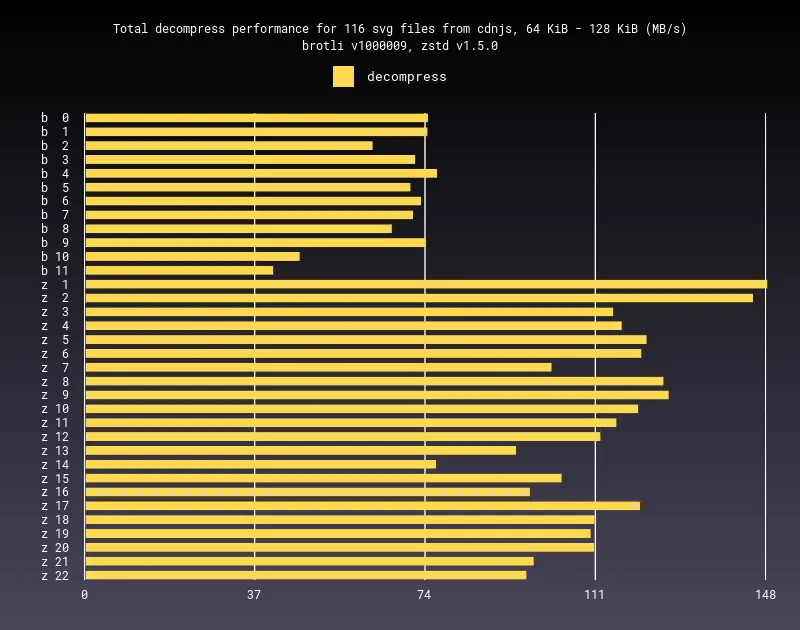 Total decompress performance for 116 svg files from cdnjs, 64 KiB - 128 KiB (MB/s)
brotli v1000009, zstd v1.5.0
decompress
b 0
b 1
b 2
b 3
b 4
b 5
b 6
b 7
b 8
b 9
b 10
b 11
z 1
z 2
z 3
z 4
z 5
z 6
z 7
z 8
z 9
z 10
z 11
z 12
z 13
z 14
z 15
z 16
z 17
z 18
z 19
z 20
z 21
z 22
0 37 74 111 148